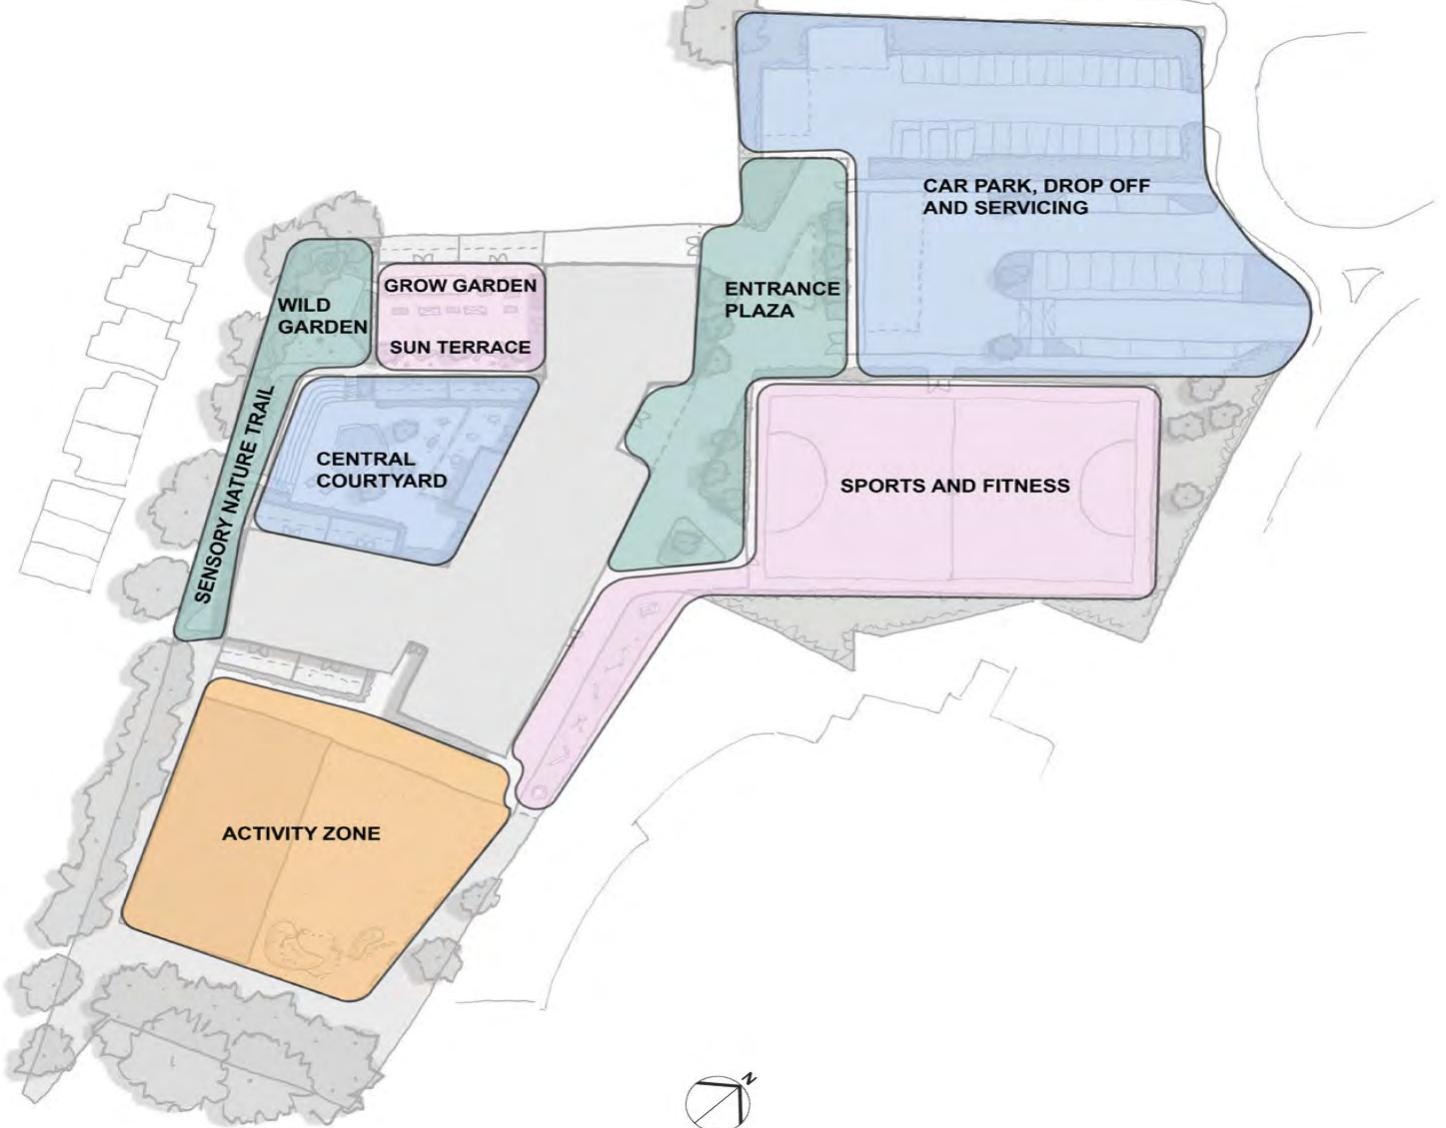 CAR PARK, DROP OFF
AND SERVICING
ENTRANCE
PLAZA
GROW GARDEN
SUN TERRACE
WILD
GARDEN
SENSORY NATURE TRAIL
CENTRAL
COURTYARD
SPORTS AND FITNESS
ACTIVITY ZONE
N